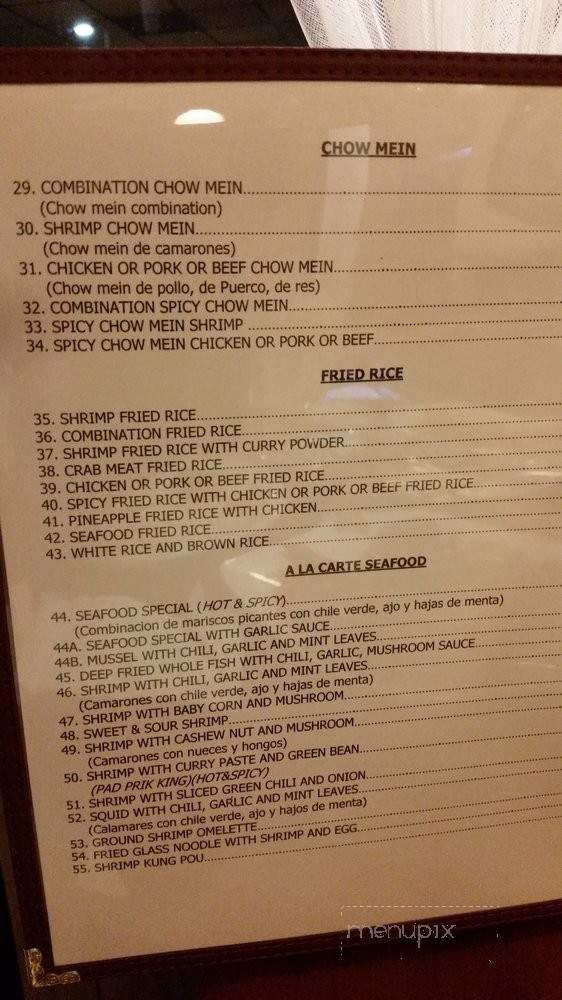 CHOW MEIN
29. COMBINATION CHOW MEIN
(Chow mein combination)
30. SHRIMP CHOW MEIN
(Chow mein de camarones)
31. CHICKEN OR PORK OR BEEF CHOW MEIN
(Chow mein de pollo, de Puerco, de res)
32. COMBINATION SPICY CHOW MEIN
33. SPICY CHOW MEIN SHRIMP
34. SPICY CHOW MEIN CHICKEN OR PORK OR BEEF
FRIED RICE
35. SHRIMP FRIED RICE
36. COMBINATION FRIED RICE
37. SHRIMP FRIED RICE WITH CURRY POWDER
38. CRAB MEAT FRIED RICE
39. CHICKEN OR PORK OR BEEF FRIED RICE
40. SPICY FRIED RICE WITH CHICKEN OR PORK OR BEEF FRIED RICE
41. PINEAPPLE FRIED RICE WITH CHICKEN
42. SEAFOOD FRIED RICE
43. WHITE RICE AND BROWN RICE
A LA CARTE SEAFOOD
44. SEAFOOD SPECIAL (HOT & SPICY)
(Combinacion de mariscos picantes con chile verde, ajo y hajas de menta)
44A. SEAFOOD SPECIAL WITH GARLIC SAUCE
44B. MUSSEL WITH CHILI, GARLIC AND MINT LEAVES
45. DEEP FRIED WHOLE FISH WITH CHILI, GARLIC, MUSHROOM SAUCE
46. SHRIMP WITH CHILI, GARLIC AND MINT LEAVES
(Camarones con chile verde, ajo y hajas de menta)
47. SHRIMP WITH BABY CORN AND MUSHROOM
48. SWEET & SOUR SHRIMP
49. SHRIMP WITH CASHEW NUT AND MUSHROOM
(Camarones con nueces y hongos)
50. SHRIMP WITH CURRY PASTE AND GREEN BEAN
(PAD PRIK KING)(HOT&SPICY)
51. SHRIMP WITH SLICED GREEN CHILI AND ONION
52. SQUID WITH CHILI, GARLIC AND MINT LEAVES
(Calamares con chile verde, ajo y hajos de menta)
53. GROUND SHRIMP OMELETTE
54. FRIED GLASS NOODLE WITH SHRIMP AND EGG
55. SHRIMP KUNG POU
menupix